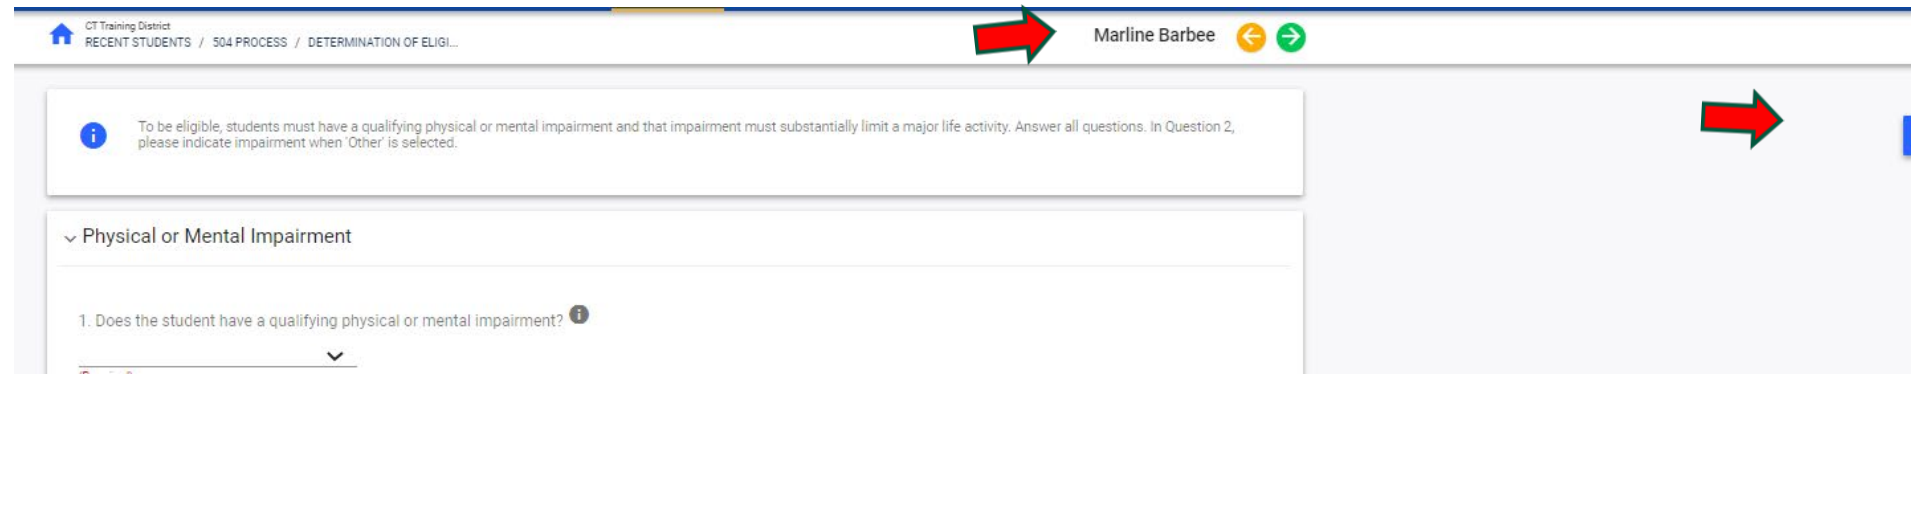 CT Training District
RECENT STUDENTS / 504 PROCESS / DETERMINATION OF ELIGI...
Marline Barbee
To be eligible, students must have a qualifying physical or mental impairment and that impairment must substantially limit a major life activity. Answer all questions. In Question 2,
please indicate impairment when 'Other' is selected.
Physical or Mental Impairment
1. Does the student have a qualifying physical or mental impairment?